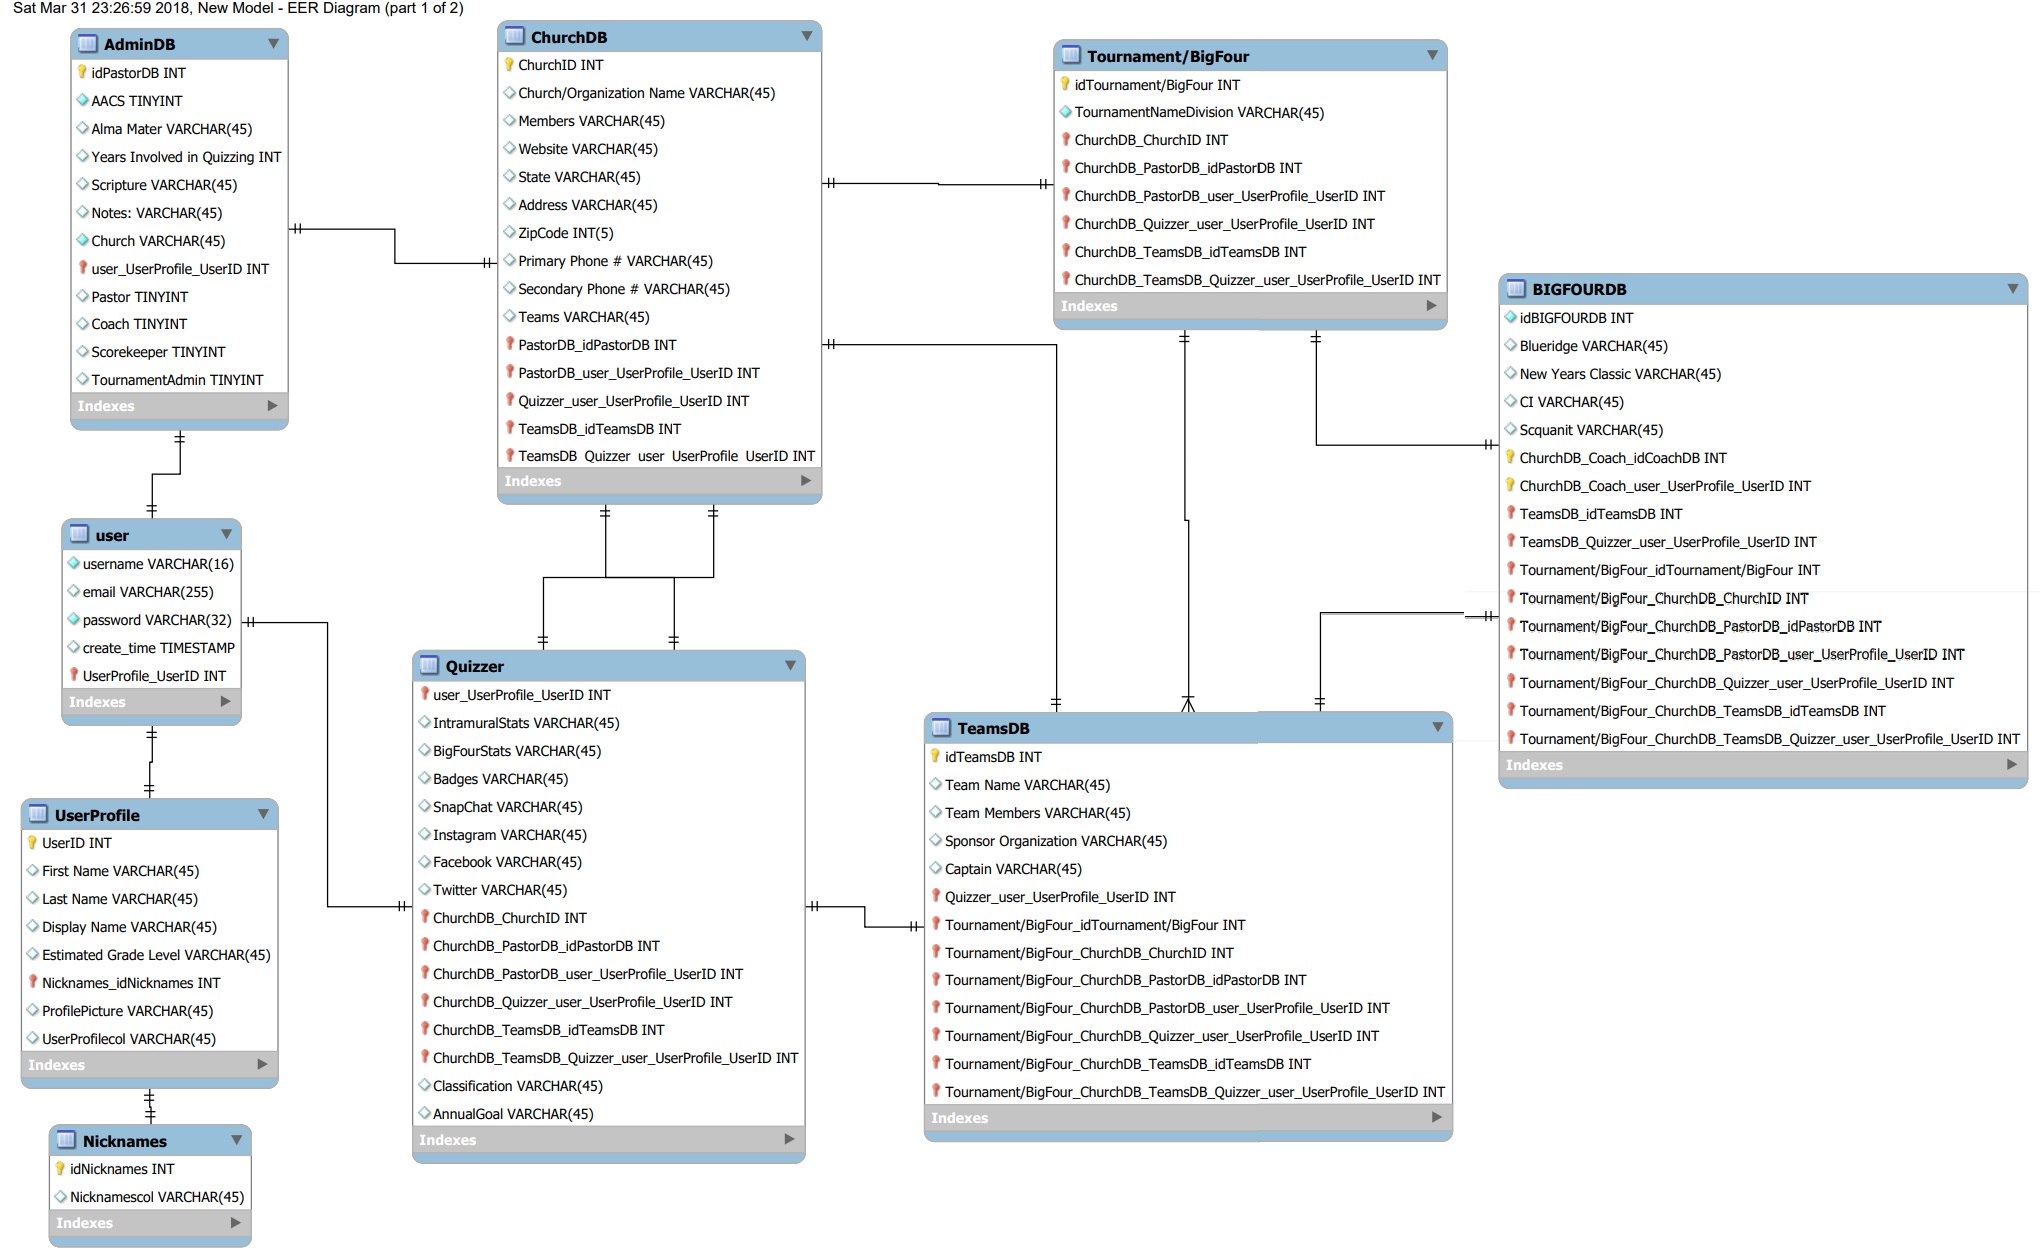 Sat Mar 31 23:26:59 2018, New Model - EER Diagram (part 1 of 2)
AdminDB
idPastorDB INT
AACS TINYINT
Alma Mater VARCHAR(45)
Years Involved in Quizzing INT
Scripture VARCHAR(45)
Notes: VARCHAR(45)
Church VARCHAR(45)
user_UserProfile_UserID INT
Pastor TINYINT
Coach TINYINT
Scorekeeper TINYINT
TournamentAdmin TINYINT
Indexes
ChurchDB
ChurchID INT
Church/Organization Name VARCHAR(45)
Members VARCHAR(45)
Website VARCHAR(45)
State VARCHAR(45)
Address VARCHAR(45)
ZipCode INT(5)
Primary Phone # VARCHAR(45)
Secondary Phone # VARCHAR(45)
Teams VARCHAR(45)
PastorDB_idPastorDB INT
PastorDB_user_UserProfile_UserID INT
Quizzer_user_UserProfile_UserID INT
TeamsDB_idTeamsDB INT
TeamsDB_Quizzer_user_UserProfile_UserID INT
Indexes
Tournament/BigFour
idTournament/BigFour INT
TournamentNameDivision VARCHAR(45)
ChurchDB_ChurchID INT
ChurchDB_PastorDB_idPastorDB INT
ChurchDB_PastorDB_user_UserProfile_UserID INT
ChurchDB_Quizzer_user_UserProfile_UserID INT
ChurchDB_TeamsDB_idTeamsDB INT
ChurchDB_TeamsDB_Quizzer_user_UserProfile_UserID INT
Indexes
BIGFOURDB
idBIGFOURDB INT
Blueridge VARCHAR(45)
New Years Classic VARCHAR(45)
CI VARCHAR(45)
Scquanit VARCHAR(45)
ChurchDB_Coach_idCoachDB INT
ChurchDB_Coach_user_UserProfile_UserID INT
TeamsDB_idTeamsDB INT
TeamsDB_Quizzer_user_UserProfile_UserID INT
Tournament/BigFour_idTournament/BigFour INT
Tournament/BigFour_ChurchDB_ChurchID INT
Tournament/BigFour_ChurchDB_PastorDB_idPastorDB INT
Tournament/BigFour_ChurchDB_PastorDB_user_UserProfile_UserID INT
Tournament/BigFour_ChurchDB_Quizzer_user_UserProfile_UserID INT
Tournament/BigFour_ChurchDB_TeamsDB_idTeamsDB INT
Tournament/BigFour_ChurchDB_TeamsDB_Quizzer_user_UserProfile_UserID INT
Indexes
user
username VARCHAR(16)
email VARCHAR(255)
password VARCHAR(32)
create_time TIMESTAMP
UserProfile_UserID INT
Indexes
Quizzer
user_UserProfile_UserID INT
IntramuralStats VARCHAR(45)
BigFourStats VARCHAR(45)
Badges VARCHAR(45)
SnapChat VARCHAR(45)
Instagram VARCHAR(45)
Facebook VARCHAR(45)
Twitter VARCHAR(45)
ChurchDB_ChurchID INT
ChurchDB_PastorDB_idPastorDB INT
ChurchDB_PastorDB_user_UserProfile_UserID INT
ChurchDB_Quizzer_user_UserProfile_UserID INT
ChurchDB_TeamsDB_idTeamsDB INT
ChurchDB_TeamsDB_Quizzer_user_UserProfile_UserID INT
Classification VARCHAR(45)
AnnualGoal VARCHAR(45)
Indexes
TeamsDB
idTeamsDB INT
Team Name VARCHAR(45)
Team Members VARCHAR(45)
Sponsor Organization VARCHAR(45)
Captain VARCHAR(45)
Quizzer_user_UserProfile_UserID INT
Tournament/BigFour_idTournament/BigFour INT
Tournament/BigFour_ChurchDB_ChurchID INT
Tournament/BigFour_ChurchDB_PastorDB_idPastorDB INT
Tournament/BigFour_ChurchDB_PastorDB_user_UserProfile_UserID INT
Tournament/BigFour_ChurchDB_Quizzer_user_UserProfile_UserID INT
Tournament/BigFour_ChurchDB_TeamsDB_idTeamsDB INT
Tournament/BigFour_ChurchDB_TeamsDB_Quizzer_user_UserProfile_UserID INT
Indexes
UserProfile
UserID INT
First Name VARCHAR(45)
Last Name VARCHAR(45)
Display Name VARCHAR(45)
Estimated Grade Level VARCHAR(45)
Nicknames_idNicknames INT
ProfilePicture VARCHAR(45)
UserProfilecol VARCHAR(45)
Indexes
Nicknames
idNicknames INT
Nicknamescol VARCHAR(45)
Indexes